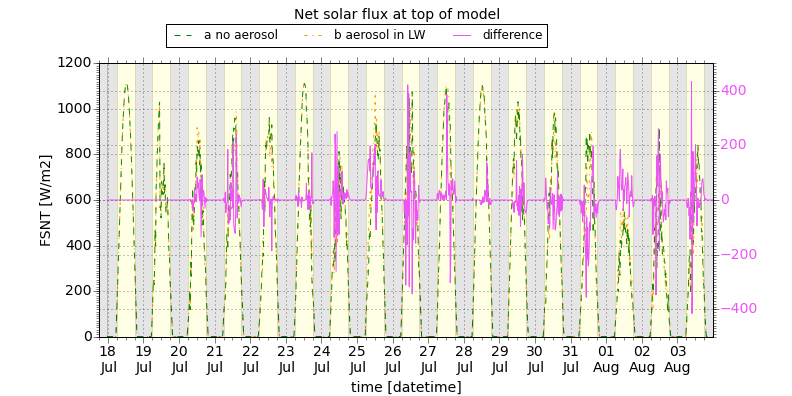 Net solar flux at top of model
a no aerosol b aerosol in LW difference
1200
1000
800
600
400
200
0
FSNT [W/m2]
400
200
0
−200
−400
18 19 20 21 22 23 24 25 26 27 28 29 30 31 01 02 03
Jul Jul Jul Jul Jul Jul Jul Jul Jul Jul Jul Jul Jul Jul Aug Aug Aug
time [datetime]